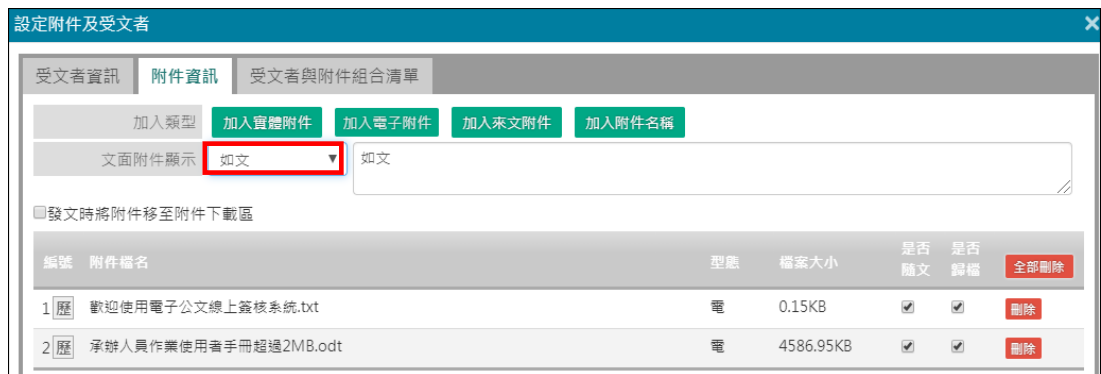 設定附件及受文者 ×
受文者資訊 附件資訊 受文者與附件組合清單
加入類型 加入實體附件 加入電子附件 加入來文附件 加入附件名稱
文面附件顯示 如文 ▼ 如文
發文時將附件移至附件下載區
編號 附件檔名 型態 檔案大小 是否隨文 是否歸檔 全部刪除
1 歷 歡迎使用電子公文線上簽核系統.txt 電 0.15KB 刪除
2 歷 承辦人員作業使用者手冊超過2MB.odt 電 4586.95KB 刪除